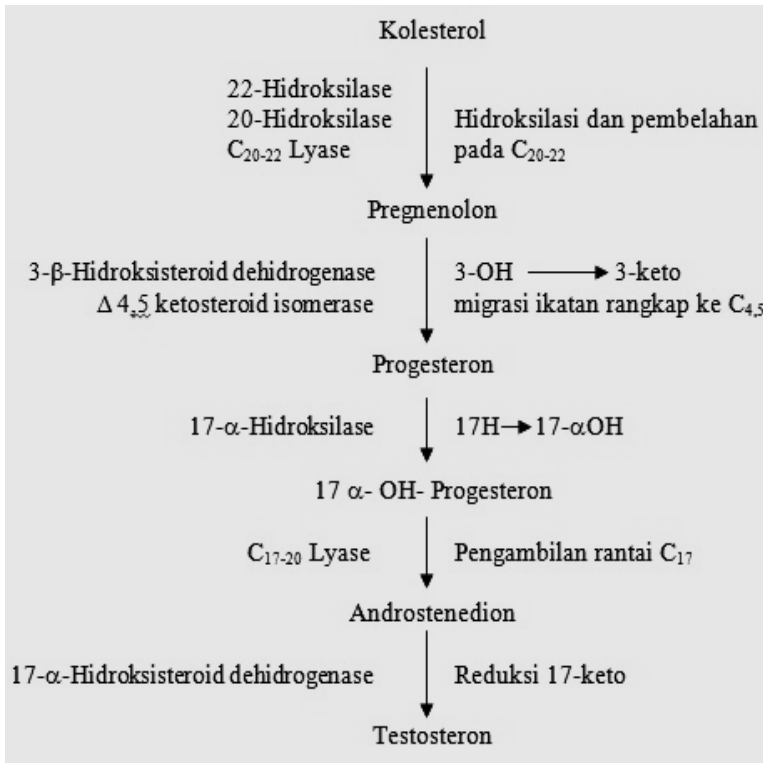 Kolesterol
22-Hidroksilase
20-Hidroksilase
C20-22 Lyase
Hidroksilasi dan pembelahan
pada C20-22
Pregnenolon
3-β-Hidroksisteroid dehidrogenase
Δ 4,5 ketosteroid isomerase
3-OH → 3-keto
migrasi ikatan rangkap ke C4,5
Progesteron
17-α-Hidroksilase
17H→17-αOH
17 α- OH- Progesteron
C17-20 Lyase
Pengambilan rantai C17
Androstenedion
17-α-Hidroksisteroid dehidrogenase
Reduksi 17-keto
Testosteron